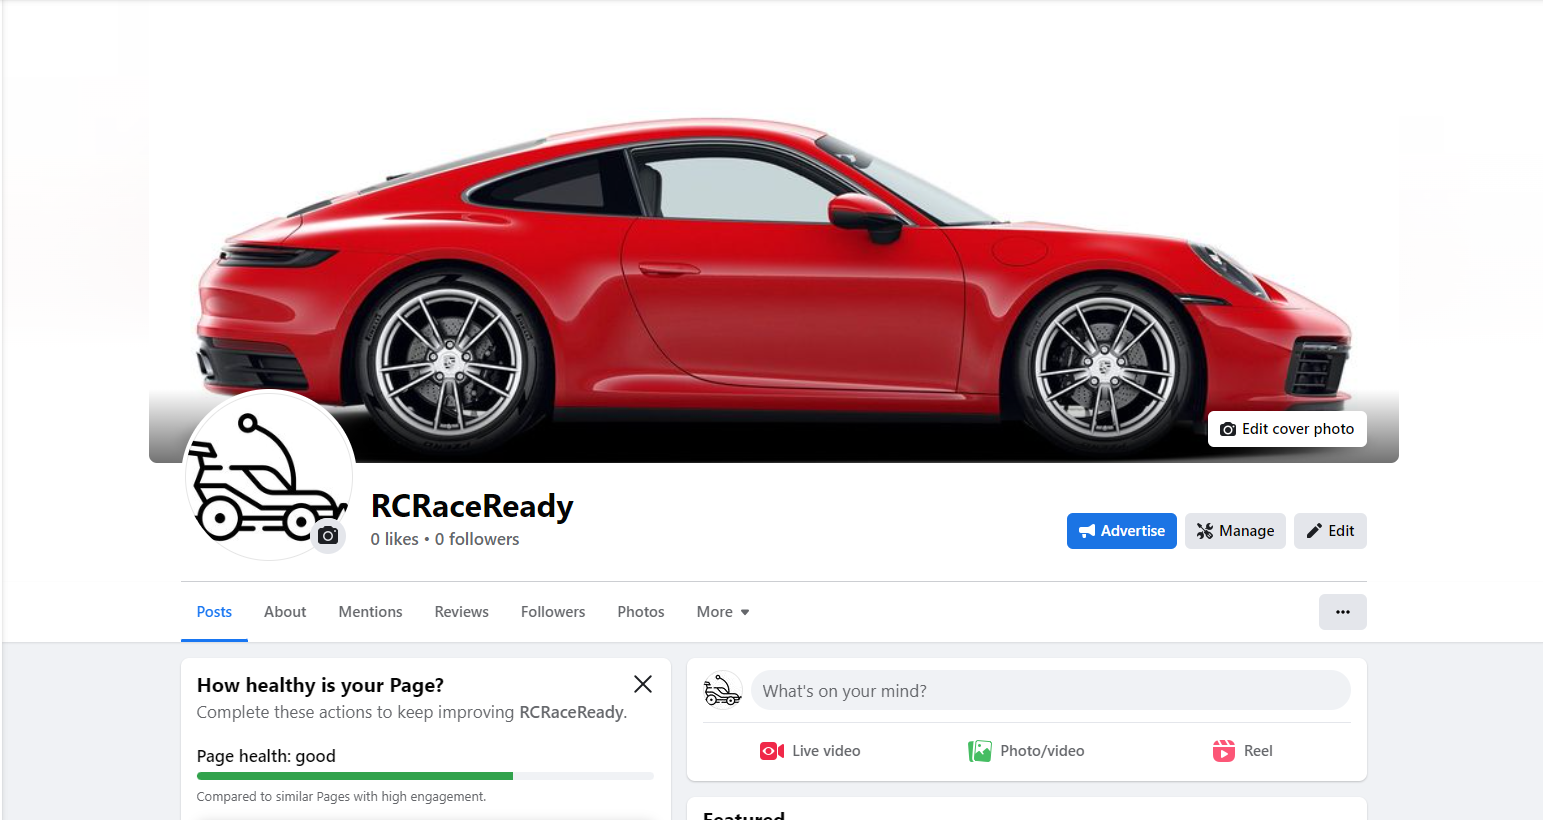 Edit cover photo
RCRaceReady
0 likes • 0 followers
Advertise
Manage
Edit
Posts
About
Mentions
Reviews
Followers
Photos
More
How healthy is your Page?
Complete these actions to keep improving RCRaceReady.
Page health: good
Compared to similar Pages with high engagement.
What's on your mind?
Live video
Photo/video
Reel
Featured